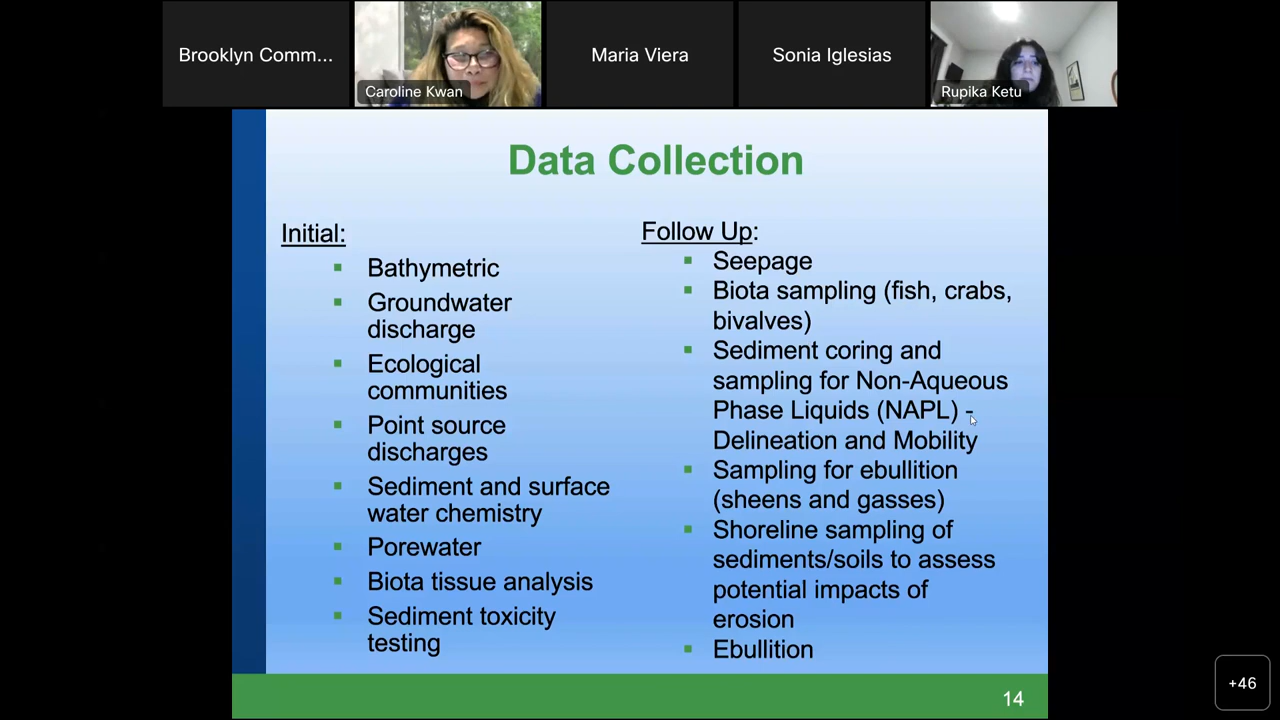 Brooklyn Comm...
Caroline Kwan
Maria Viera
Sonia Iglesias
Rupika Ketu
Data Collection
Initial:
Bathymetric
Groundwater
discharge
Ecological
communities
Point source
discharges
Sediment and surface
water chemistry
Porewater
Biota tissue analysis
Sediment toxicity
testing
Follow Up:
Seepage
Biota sampling (fish, crabs,
bivalves)
Sediment coring and
sampling for Non-Aqueous
Phase Liquids (NAPL) -
Delineation and Mobility
Sampling for ebullition
(sheens and gasses)
Shoreline sampling of
sediments/soils to assess
potential impacts of
erosion
Ebullition
14
+46